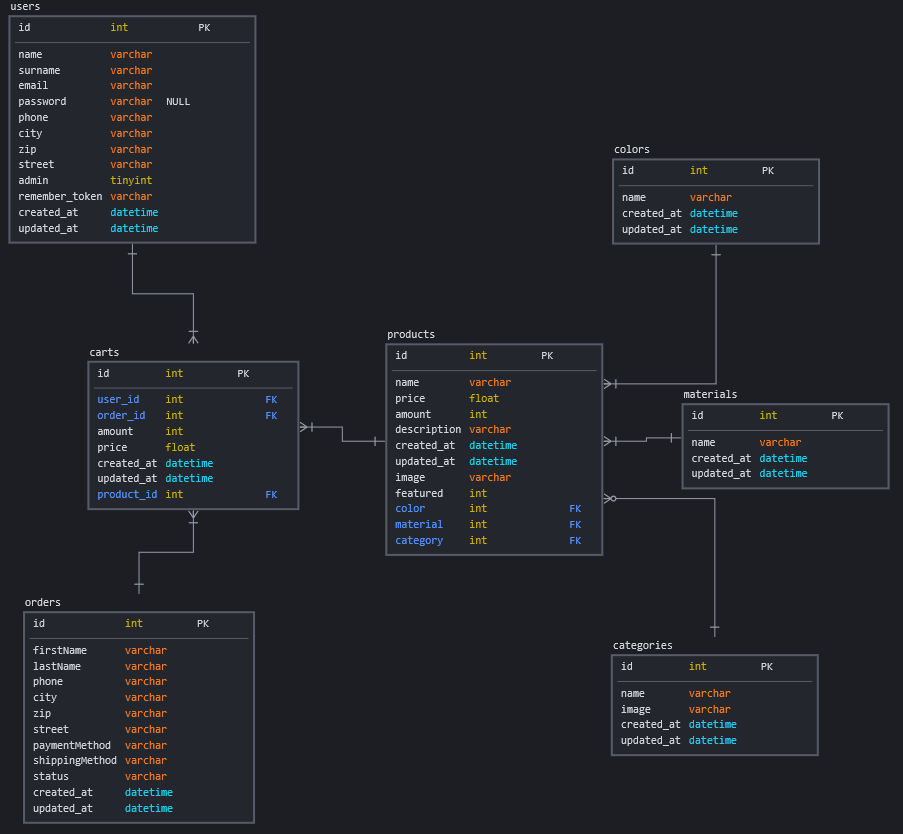 users
id int PK
name varchar
surname varchar
email varchar
password varchar NULL
phone varchar
city varchar
zip varchar
street varchar
admin tinyint
remember_token varchar
created_at datetime
updated_at datetime
colors
id int PK
name varchar
created_at datetime
updated_at datetime
carts
id int PK
user_id int FK
order_id int FK
amount int
price float
created_at datetime
updated_at datetime
product_id int FK
products
id int PK
name varchar
price float
amount int
description varchar
created_at datetime
updated_at datetime
image varchar
featured int
color int FK
material int FK
category int FK
materials
id int PK
name varchar
created_at datetime
updated_at datetime
orders
id int PK
firstName varchar
lastName varchar
phone varchar
city varchar
zip varchar
street varchar
paymentMethod varchar
shippingMethod varchar
status varchar
created_at datetime
updated_at datetime
categories
id int PK
name varchar
image varchar
created_at datetime
updated_at datetime